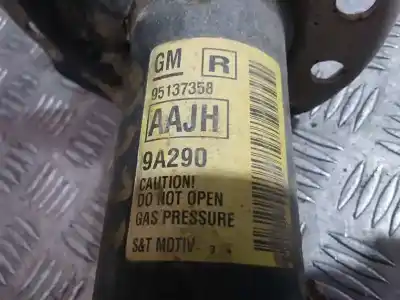 GM R
95137358
AAJH
9A290
CAUTION!
DO NOT OPEN
GAS PRESSURE
S&T MOTIV